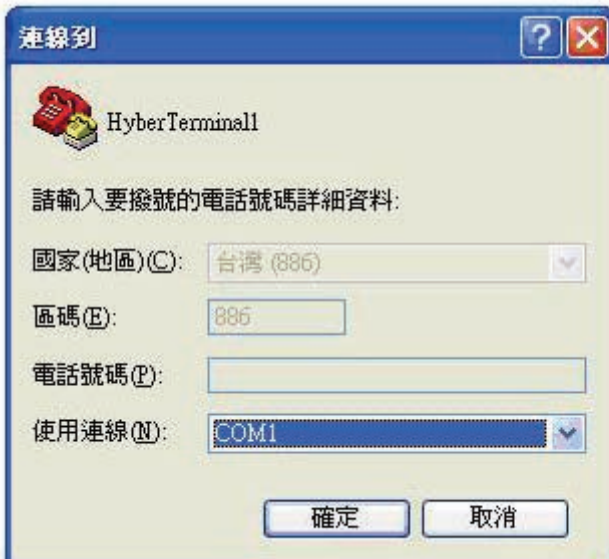 連線到
HyberTerminal1
請輸入要撥號的電話號碼詳細資料:
國家(地區)(C): 台灣 (886)
區碼(E): 886
電話號碼(P):
使用連線(N): COM1
確定 取消